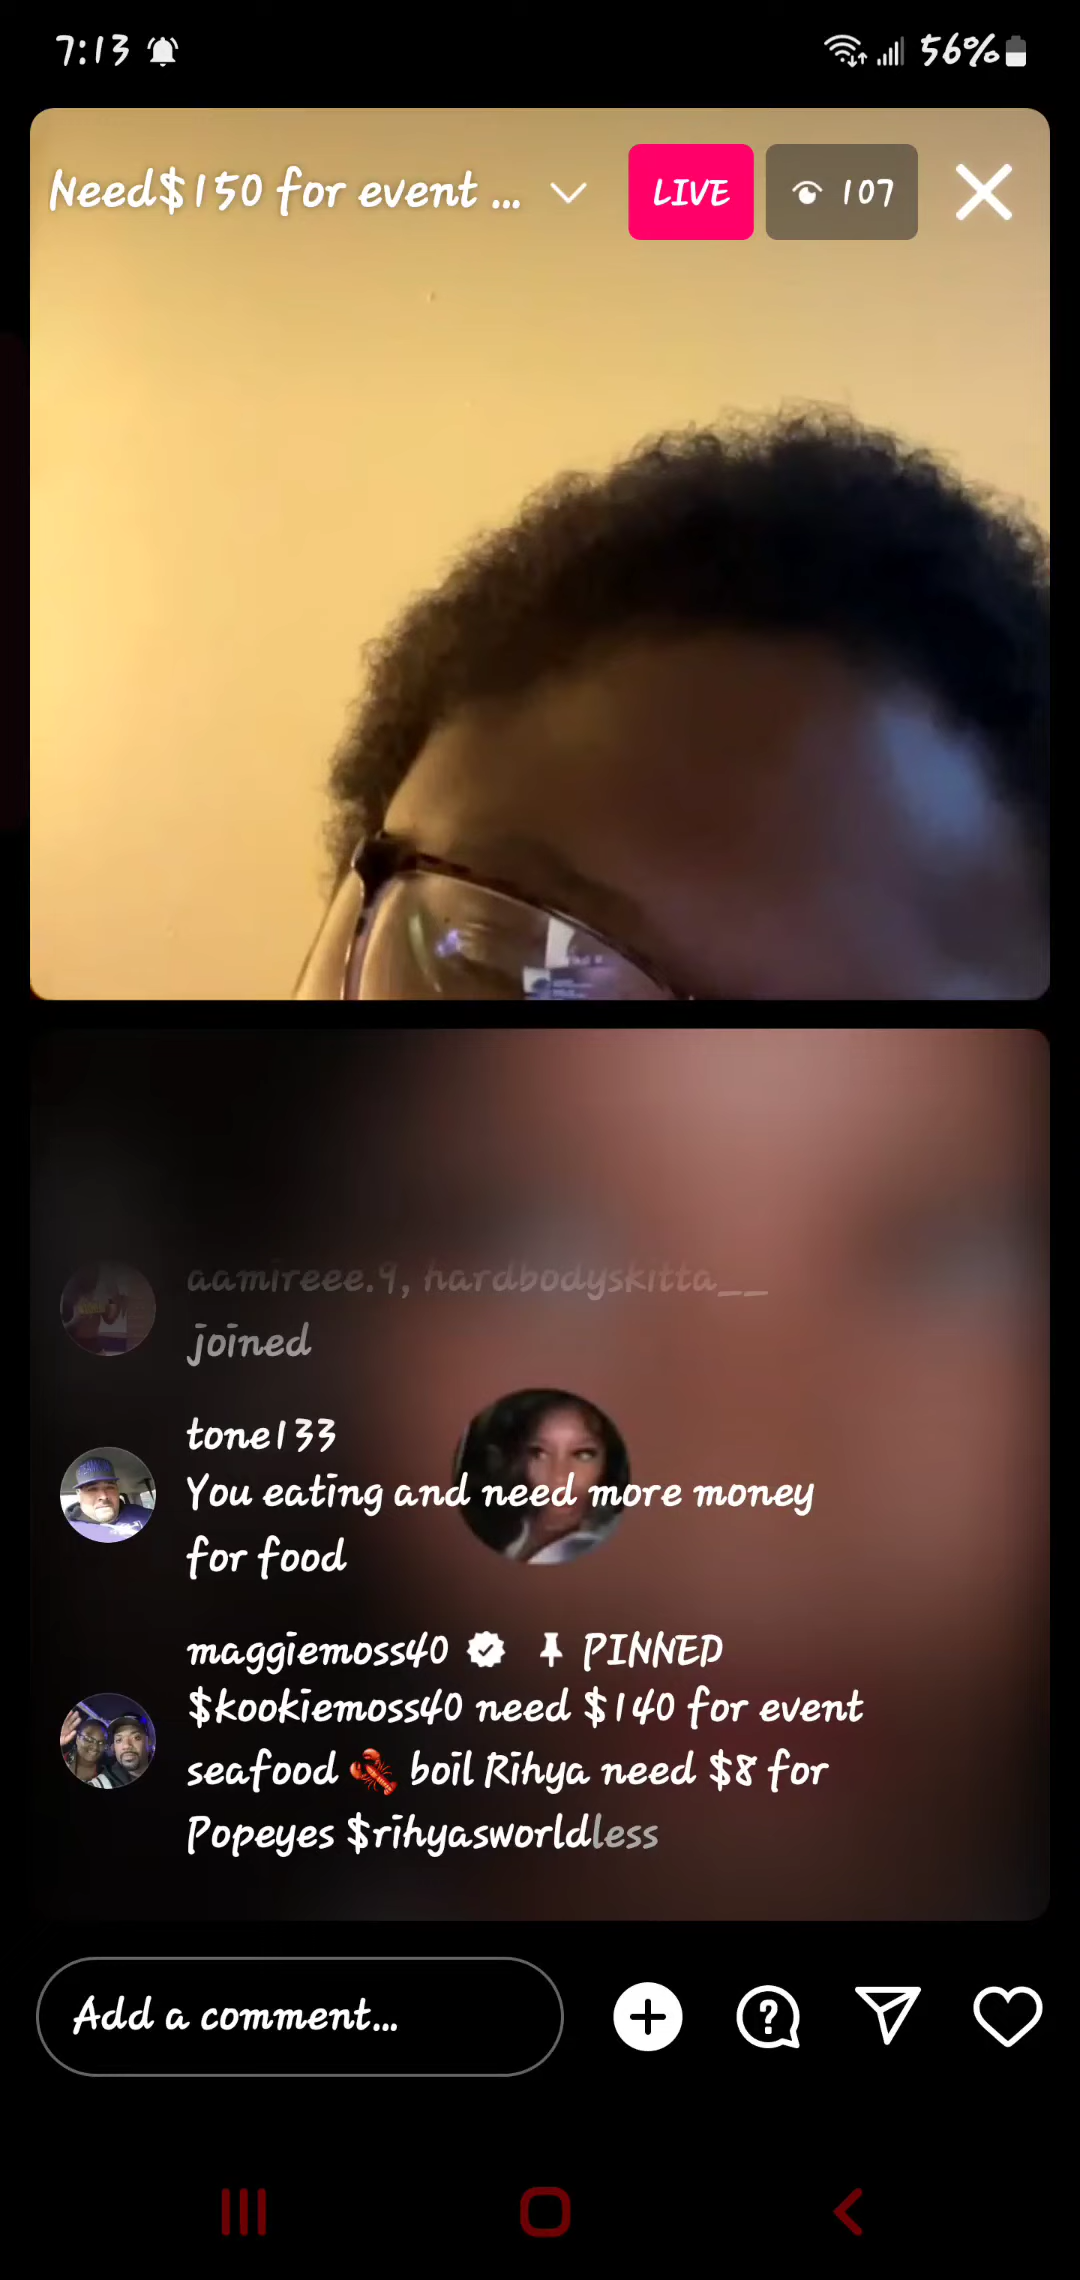 7:13 56%
Need$150 for event ... LIVE 107
aamireee.9, hardbodyskitta__
joined
tone133
You eating and need more money
for food
maggiemoss40 PINNED
$kookiemoss40 need $140 for event
seafood 🦞 boil Rihya need $8 for
Popeyes $rihyasworldless
Add a comment...